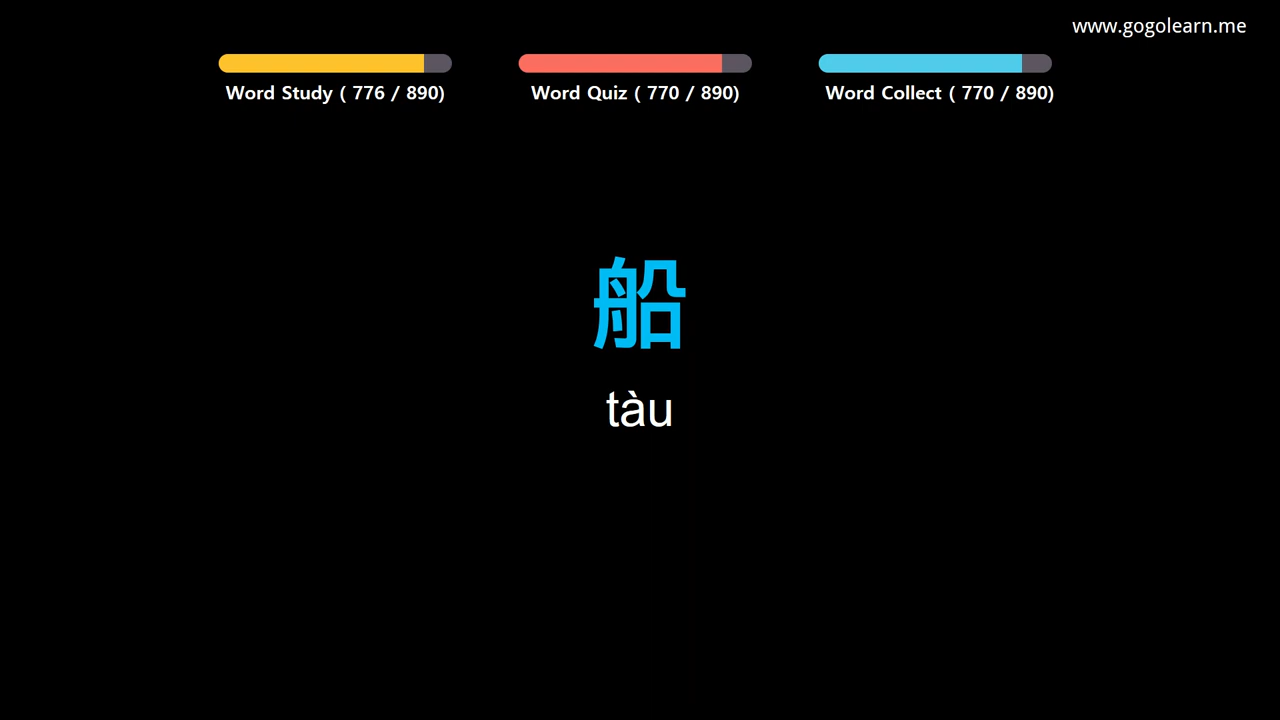 www.gogolearn.me
Word Study ( 776 / 890)
Word Quiz ( 770 / 890)
Word Collect ( 770 / 890)
船
tàu